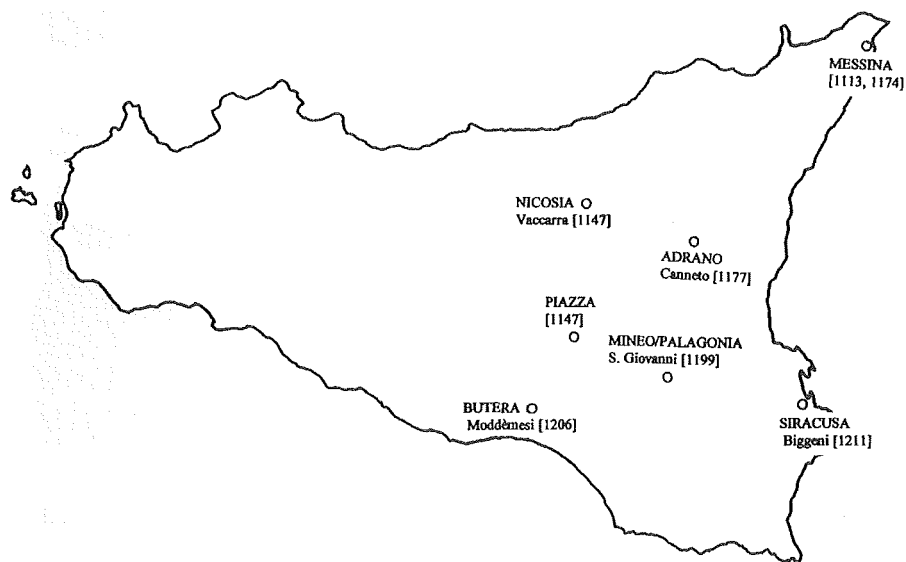 MESSINA
[1113, 1174]
NICOSIA
Vaccarra [1147]
ADRANO
Canneto [1177]
PIAZZA
[1147]
MINEO/PALAGONIA
S. Giovanni [1199]
BUTERA
Moddèmesi [1206]
SIRACUSA
Biggeni [1211]